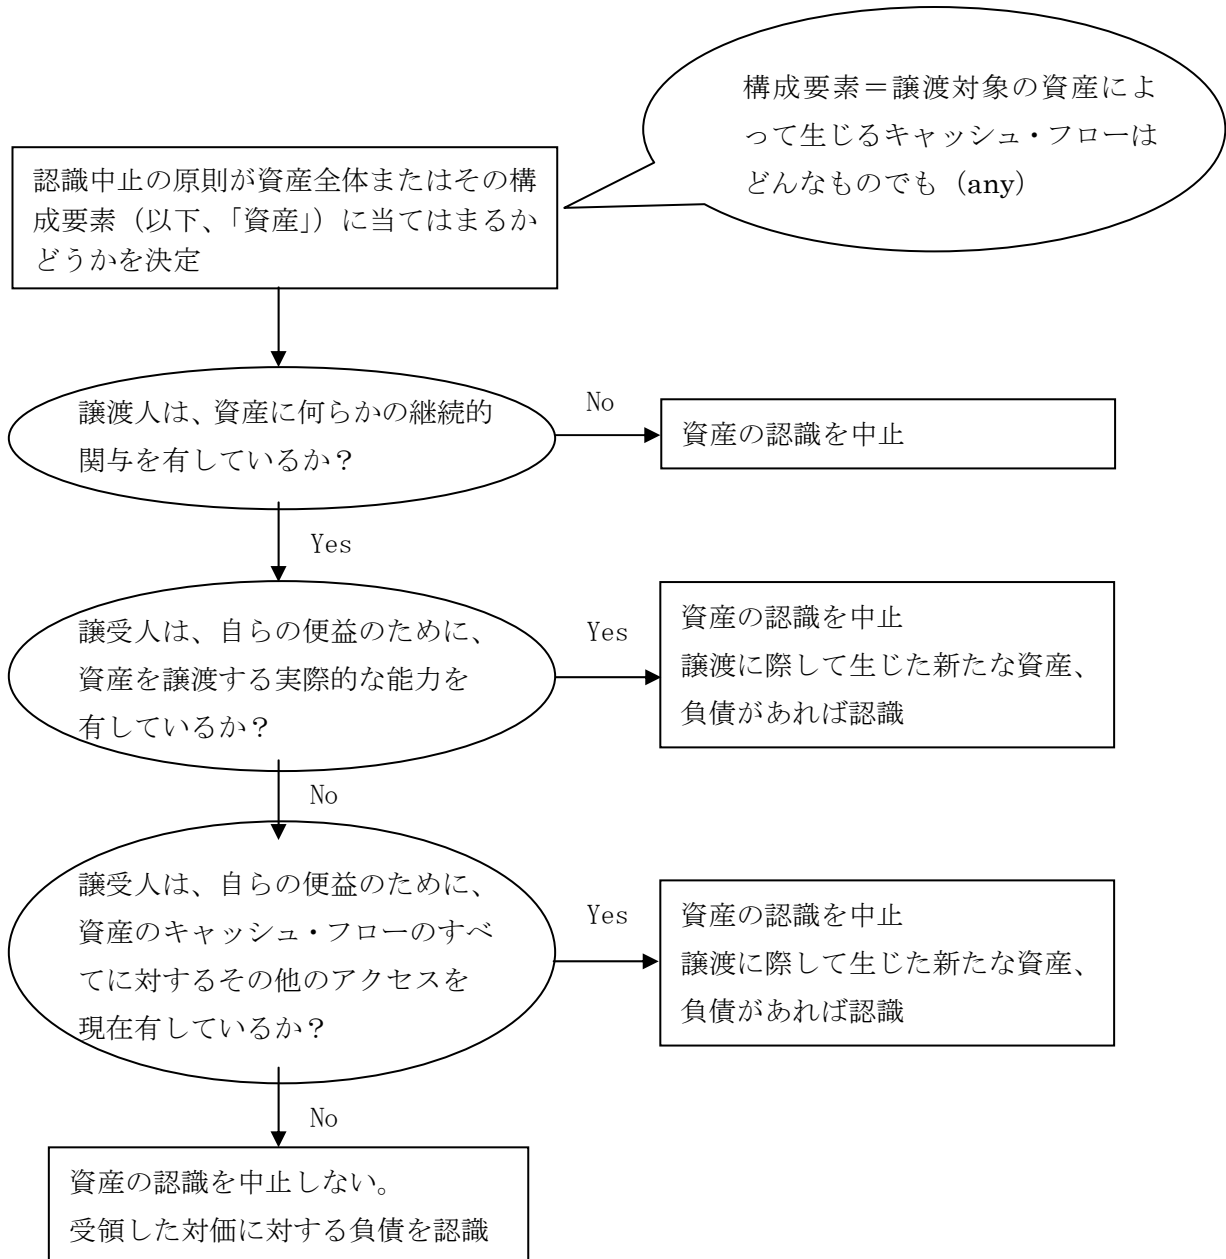 構成要素＝譲渡対象の資産によ
って生じるキャッシュ・フローは
どんなものでも（any）
認識中止の原則が資産全体またはその構
成要素（以下、「資産」）に当てはまるか
どうかを決定
譲渡人は、資産に何らかの継続的
関与を有しているか？
No
資産の認識を中止
Yes
譲受人は、自らの便益のために、
資産を譲渡する実際的な能力を
有しているか？
Yes
資産の認識を中止
譲渡に際して生じた新たな資産、
負債があれば認識
No
譲受人は、自らの便益のために、
資産のキャッシュ・フローのすべ
てに対するその他のアクセスを
現在有しているか？
Yes
資産の認識を中止
譲渡に際して生じた新たな資産、
負債があれば認識
No
資産の認識を中止しない。
受領した対価に対する負債を認識